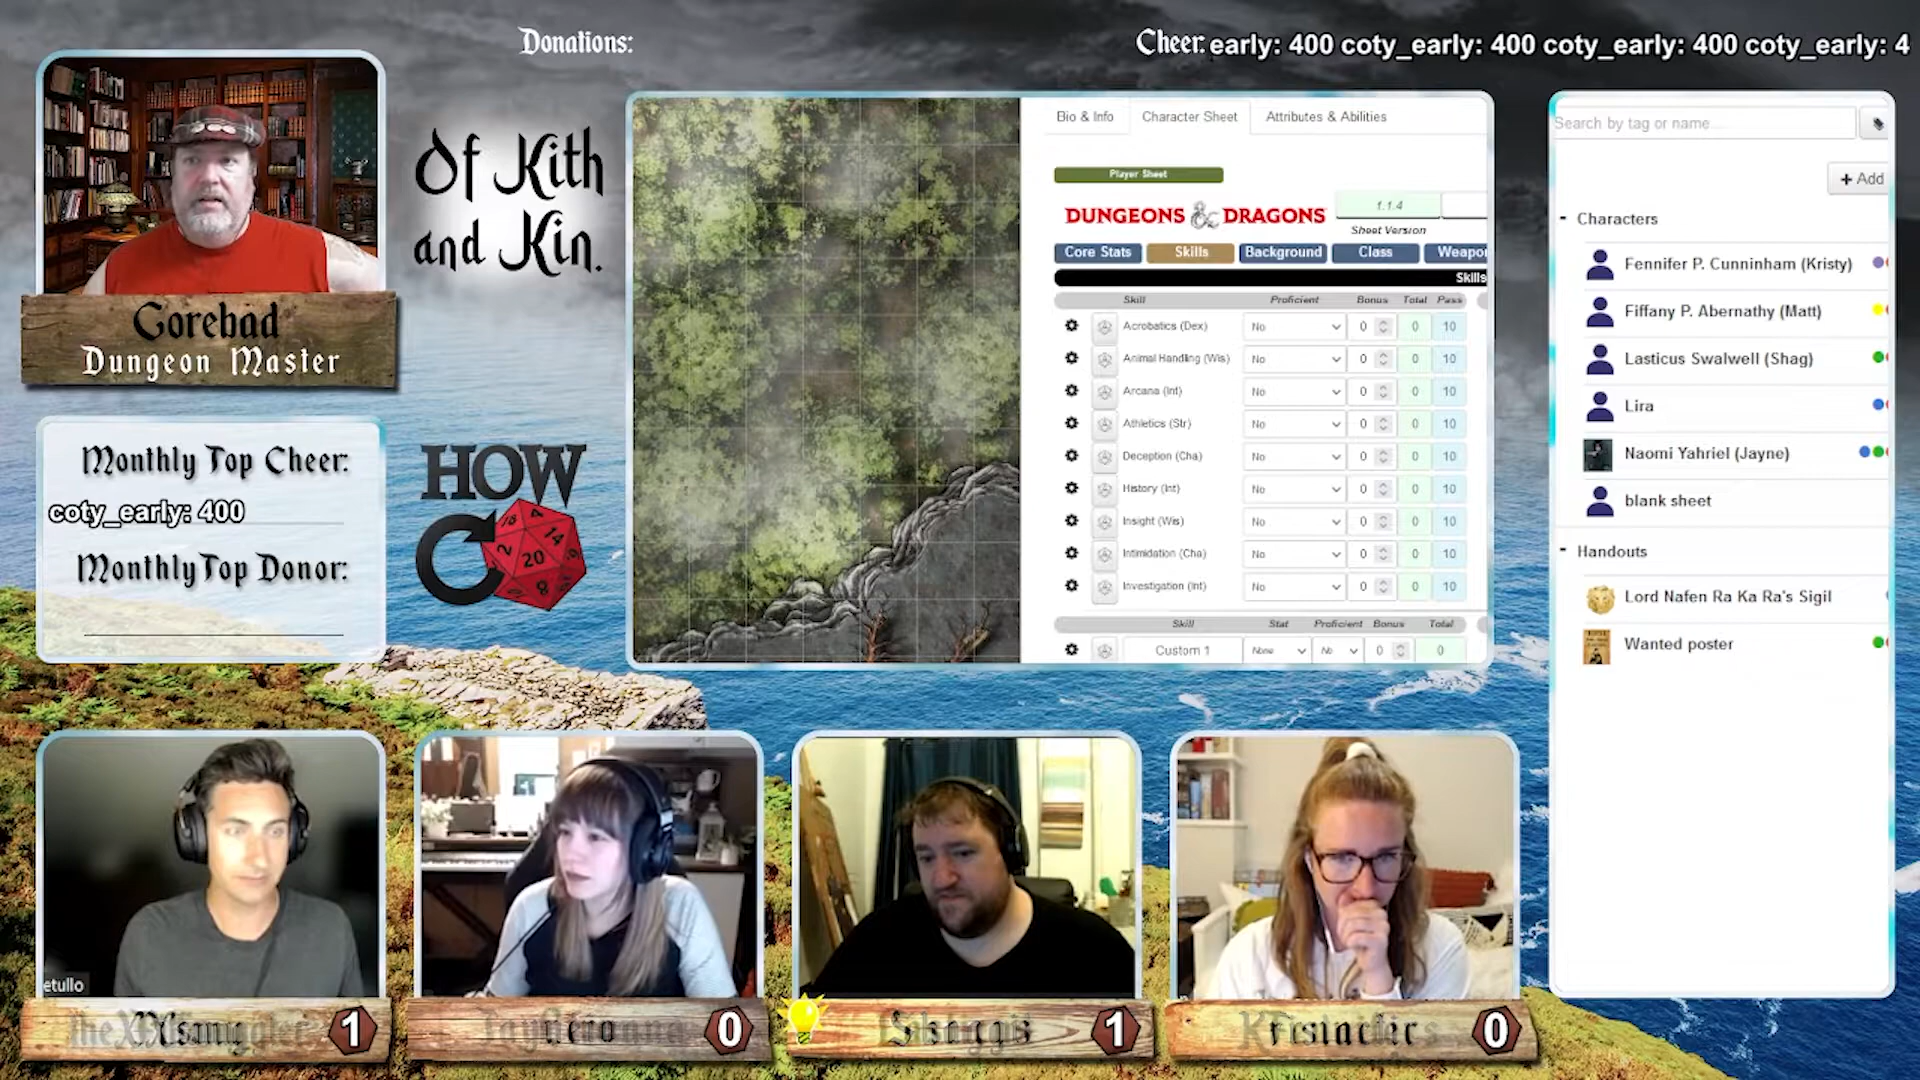 Donations:
Cheer: early: 400 coty_early: 400 coty_early: 400 coty_early: 4
Of Kith
and Kin.
Gorebad
Dungeon Master
Monthly Top Cheer:
coty_early: 400
Monthly Top Donor:
HOW
20
2
14
8
Bio & Info
Character Sheet
Attributes & Abilities
Player Sheet
DUNGEONS & DRAGONS
1.1.4
Sheet Version
Core Stats
Skills
Background
Class
Weapo
Skills
Skill Proficient Bonus Total Pass
Acrobatics (Dex) No 0 0 10
Animal Handling (Wis) No 0 0 10
Arcana (Int) No 0 0 10
Athletics (Str) No 0 0 10
Deception (Cha) No 0 0 10
History (Int) No 0 0 10
Insight (Wis) No 0 0 10
Intimidation (Cha) No 0 0 10
Investigation (Int) No 0 0 10
Skill Stat Proficient Bonus Total
Custom 1 None No 0 0
Search by tag or name...
+ Add
- Characters
Fennifer P. Cunninham (Kristy)
Fiffany P. Abernathy (Matt)
Lasticus Swalwell (Shag)
Lira
Naomi Yahriel (Jayne)
blank sheet
- Handouts
Lord Nafen Ra Ka Ra's Sigil
Wanted poster
etullo
1
0
1
0